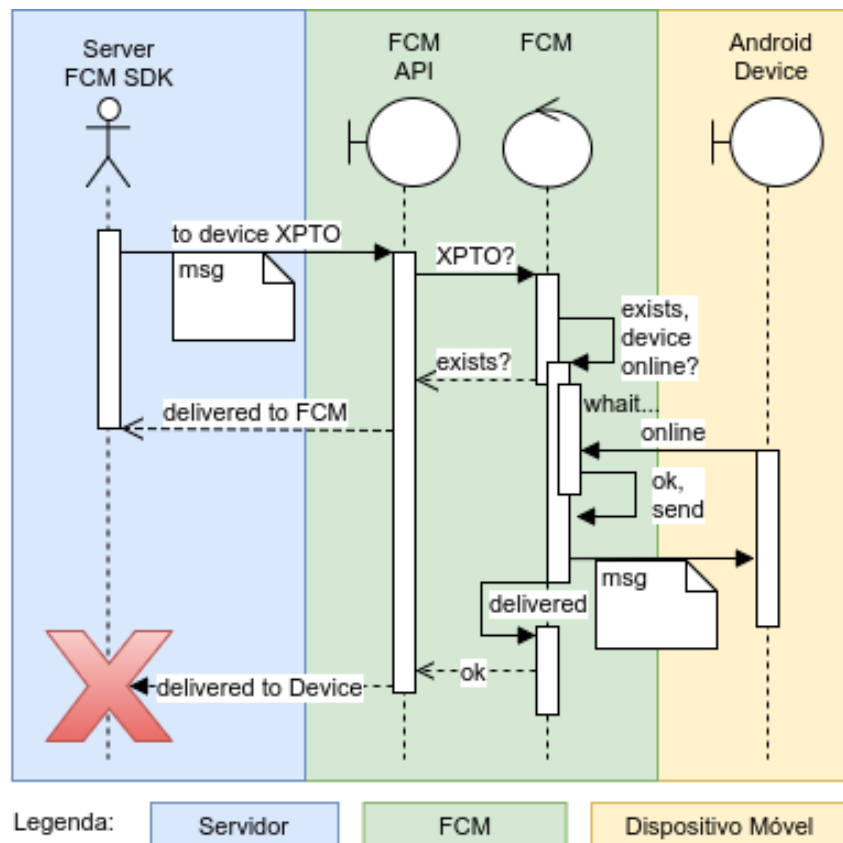 Server
FCM SDK
FCM
API
FCM
Android
Device
to device XPTO
msg
XPTO?
exists,
device
online?
exists?
whait...
delivered to FCM
online
ok,
send
msg
delivered
ok
delivered to Device
Legenda:
Servidor
FCM
Dispositivo Móvel